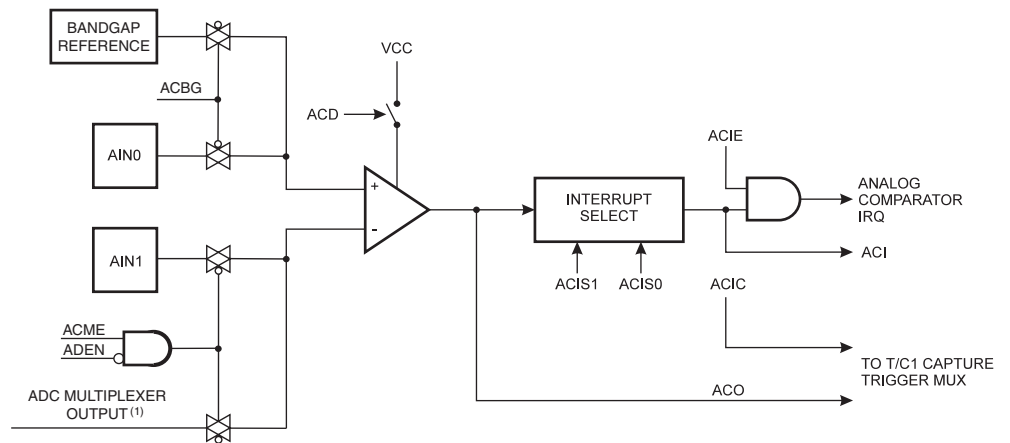 BANDGAP
REFERENCE
VCC
ACBG
ACD
AIN0
ACIE
+
-
INTERRUPT
SELECT
ANALOG
COMPARATOR
IRQ
AIN1
ACI
ACIS1 ACIS0 ACIC
ACME
ADEN
TO T/C1 CAPTURE
TRIGGER MUX
ADC MULTIPLEXER
OUTPUT (1)
ACO